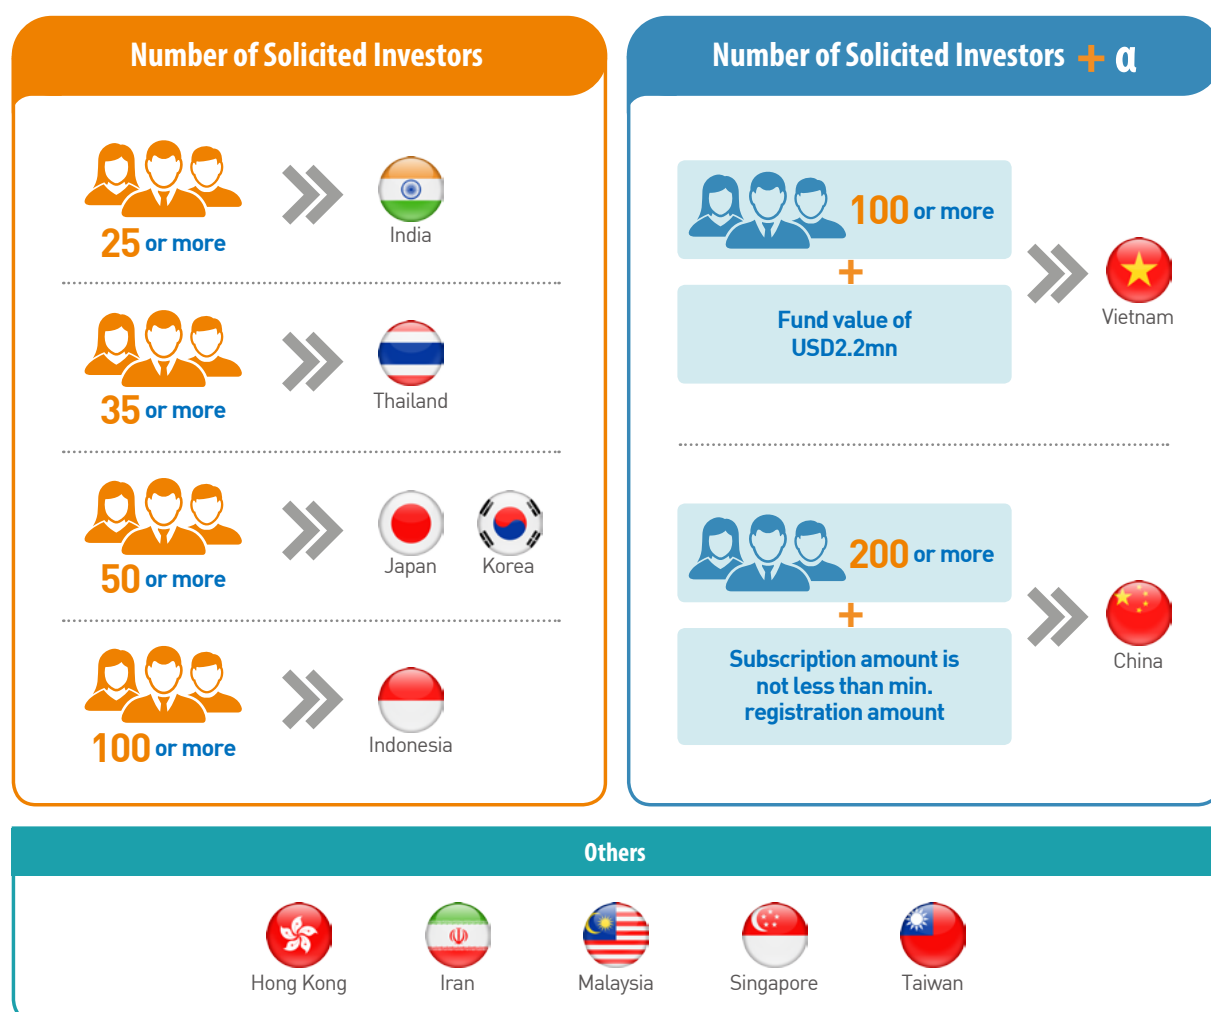 Number of Solicited Investors
25 or more
India
35 or more
Thailand
50 or more
Japan
Korea
100 or more
Indonesia
Number of Solicited Investors + α
100 or more
+
Fund value of
USD2.2mn
Vietnam
200 or more
+
Subscription amount is
not less than min.
registration amount
China
Others
Hong Kong
Iran
Malaysia
Singapore
Taiwan